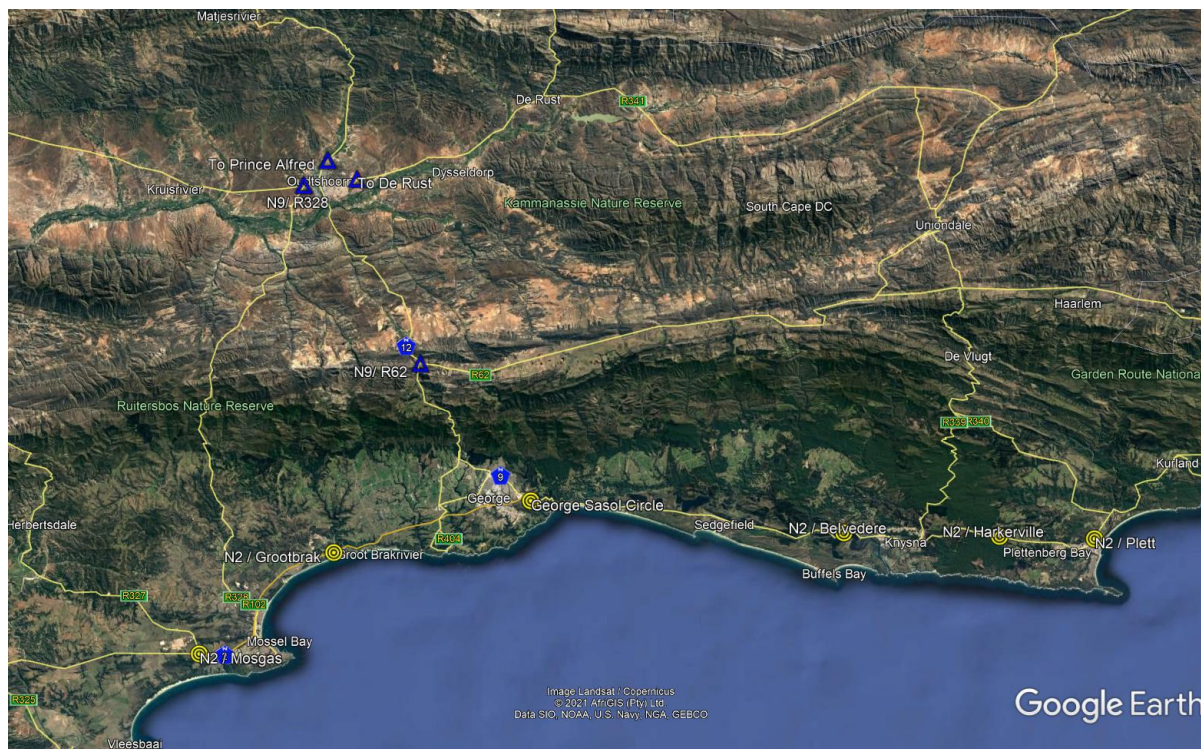 Matjesrivier
De Rust
R341
To Prince Alfred
Oudtshoorn
To De Rust
Dysseldorp
Kruisrivier
N9/ R328
Kammanassie Nature Reserve
South Cape DC
Uniondale
Haarlem
12
N9/ R62
R62
De Vlugt
Garden Route Nationa
Ruitersbos Nature Reserve
R339
R340
Kurland
9
George
George Sasol Circle
Herbertsdale
Sedgefield
N2 / Belvedere
Knysna
N2 / Harkerville
N2 / Plett
Plettenberg Bay
R404
N2 / Grootbrak
Groot Brakrivier
Buffels Bay
R327
R328
R102
Mossel Bay
N2 / Mosgas
R325
Vleesbaai
Image Landsat / Copernicus
© 2021 AfriGIS (Pty) Ltd.
Data SIO, NOAA, U.S. Navy, NGA, GEBCO
Google Earth